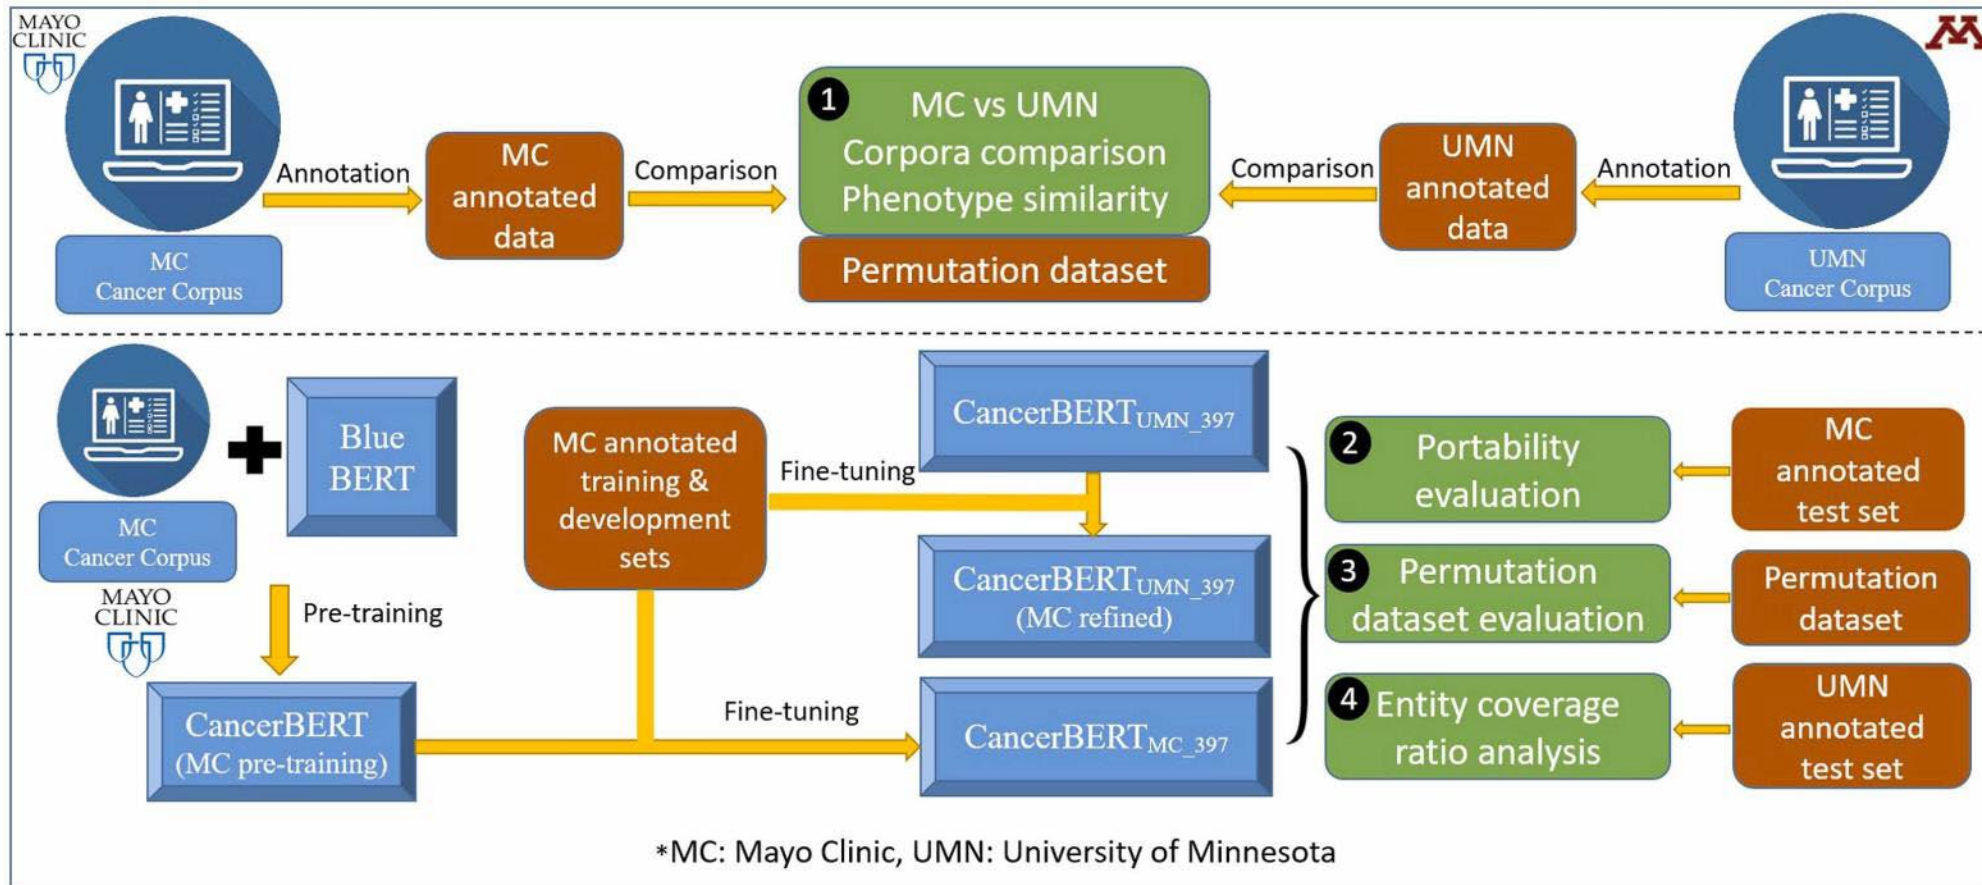 MAYO
CLINIC
Annotation
MC
annotated
data
Comparison
1
MC vs UMN
Corpora comparison
Phenotype similarity
Permutation dataset
Comparison
UMN
annotated
data
Annotation
M
MC
Cancer Corpus
UMN
Cancer Corpus
MC
Cancer Corpus
MAYO
CLINIC
Blue
BERT
Pre-training
CancerBERT
(MC pre-training)
MC annotated
training &
development
sets
Fine-tuning
Fine-tuning
CancerBERTUMN_397
CancerBERTUMN_397
(MC refined)
CancerBERTMC_397
2
Portability
evaluation
MC
annotated
test set
3
Permutation
dataset evaluation
Permutation
dataset
4
Entity coverage
ratio analysis
UMN
annotated
test set
*MC: Mayo Clinic, UMN: University of Minnesota